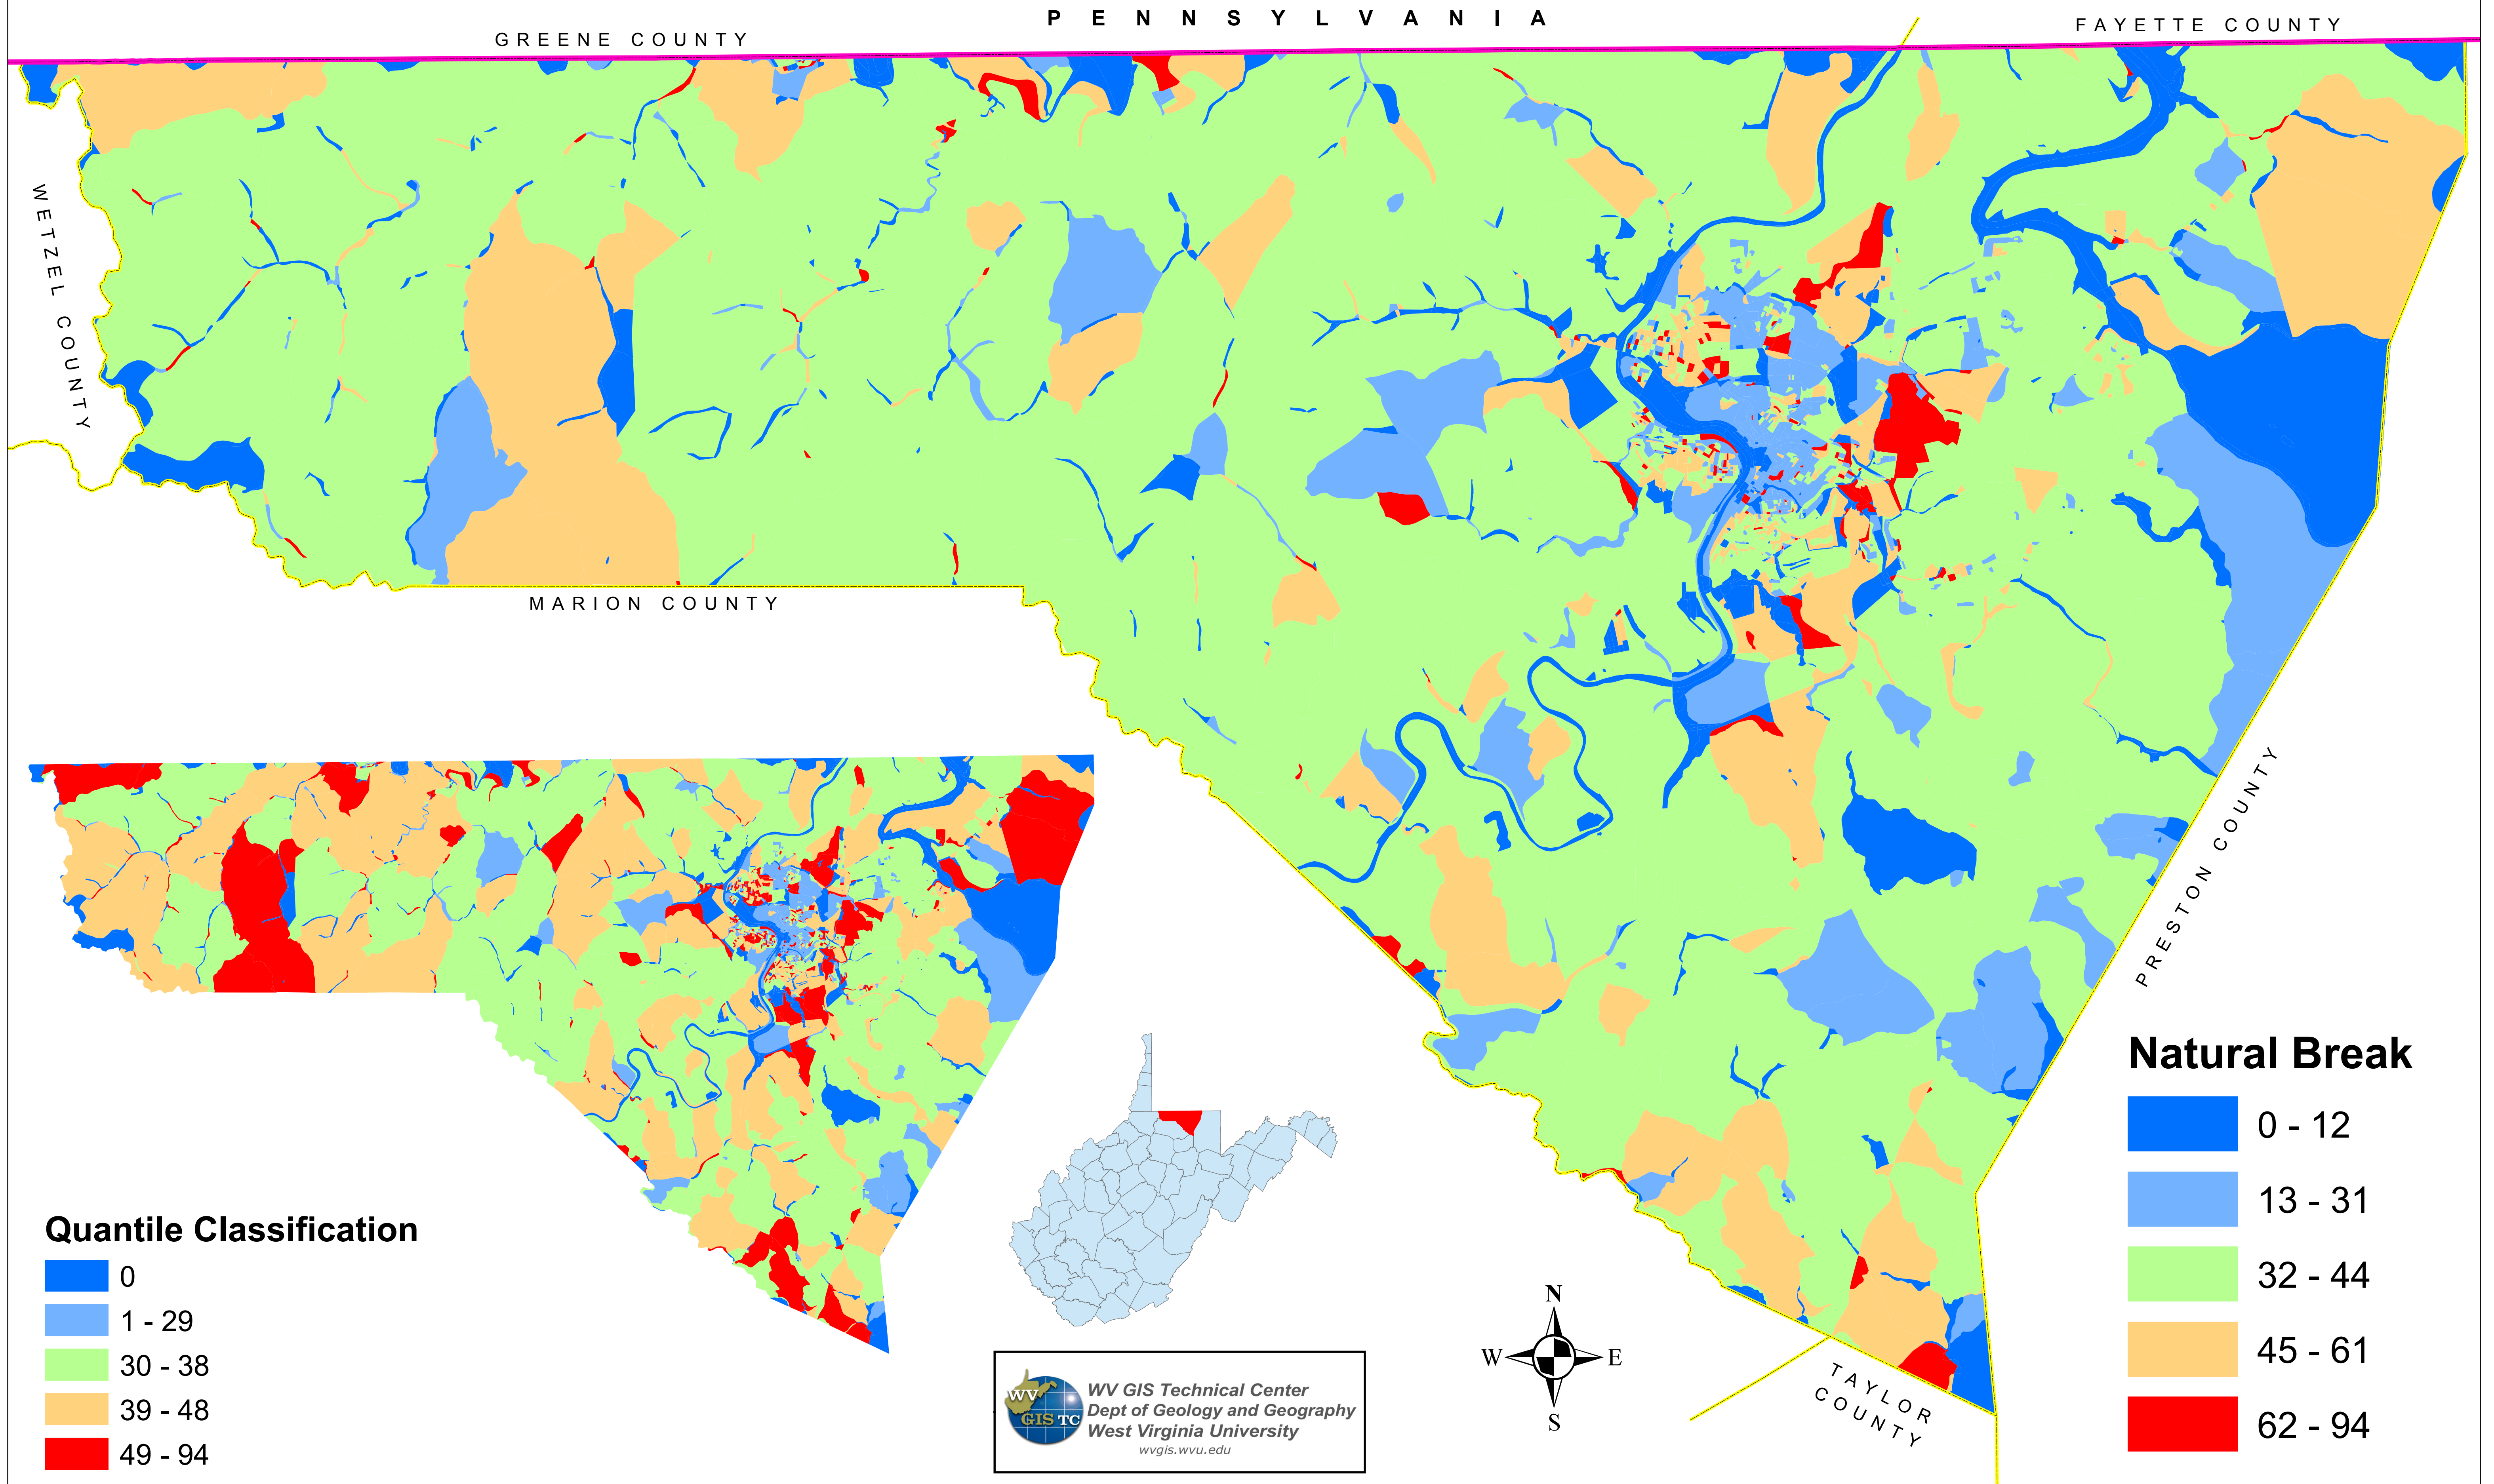 PENNSYLVANIA
GREENE COUNTY
FAYETTE COUNTY
WETZEL COUNTY
MARION COUNTY
PRESTON COUNTY
Natural Break
0 - 12
13 - 31
32 - 44
45 - 61
62 - 94
Quantile Classification
0
1 - 29
30 - 38
39 - 48
49 - 94
N
W
E
S
TAYLOR
COUNTY
WV
GIS TC
WV GIS Technical Center
Dept of Geology and Geography
West Virginia University
wvgis.wvu.edu